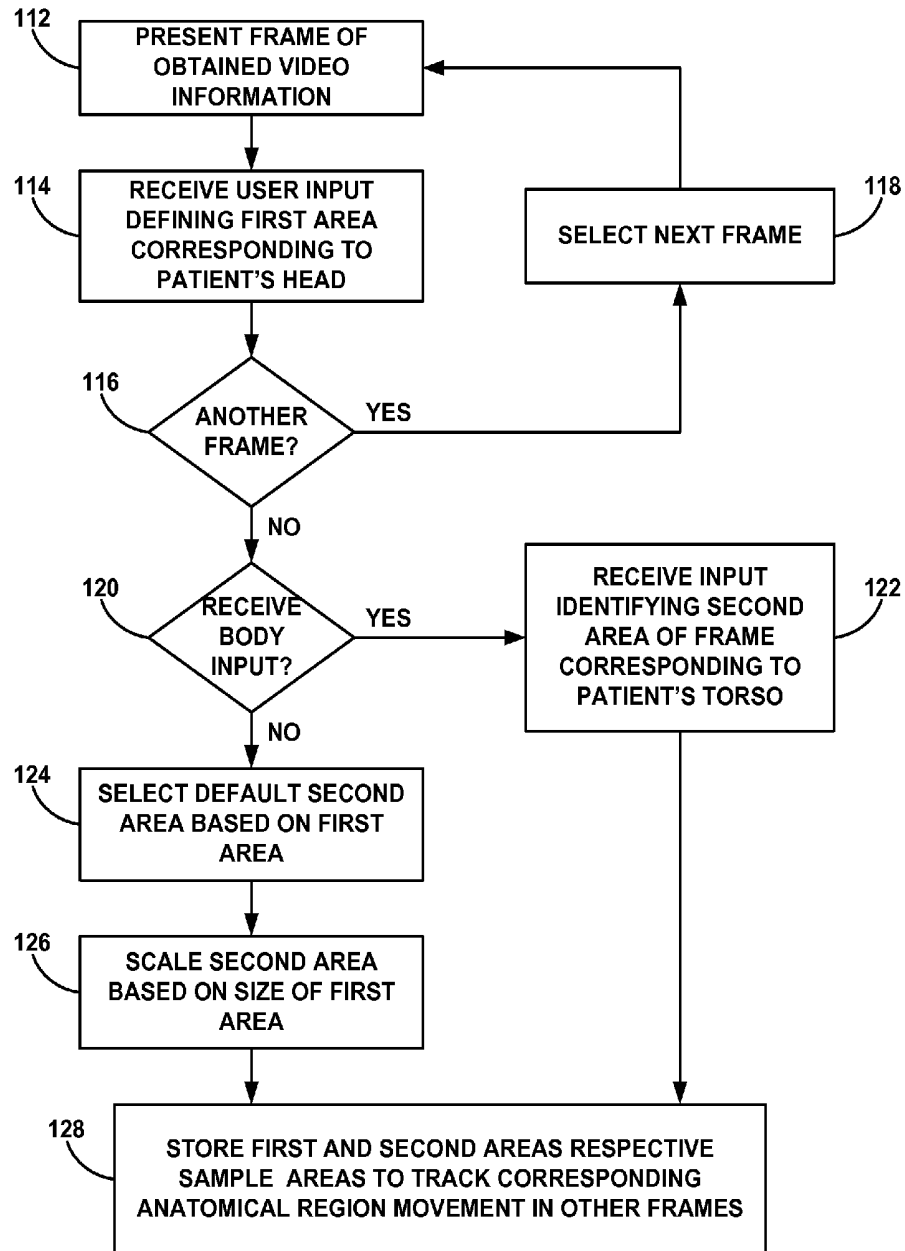 112
PRESENT FRAME OF
OBTAINED VIDEO
INFORMATION
114
RECEIVE USER INPUT
DEFINING FIRST AREA
CORRESPONDING TO
PATIENT'S HEAD
118
SELECT NEXT FRAME
116
ANOTHER
FRAME?
YES
NO
120
RECEIVE
BODY
INPUT?
YES
NO
122
RECEIVE INPUT
IDENTIFYING SECOND
AREA OF FRAME
CORRESPONDING TO
PATIENT'S TORSO
124
SELECT DEFAULT SECOND
AREA BASED ON FIRST
AREA
126
SCALE SECOND AREA
BASED ON SIZE OF FIRST
AREA
128
STORE FIRST AND SECOND AREAS RESPECTIVE
SAMPLE AREAS TO TRACK CORRESPONDING
ANATOMICAL REGION MOVEMENT IN OTHER FRAMES